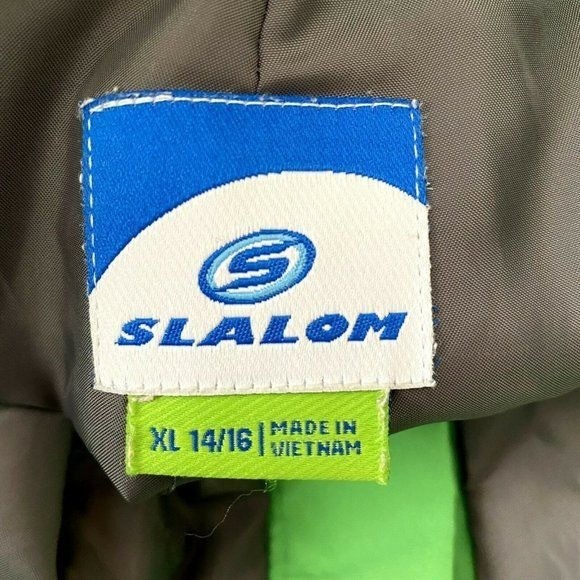 S
SLALOM
XL 14/16 | MADE IN
VIETNAM